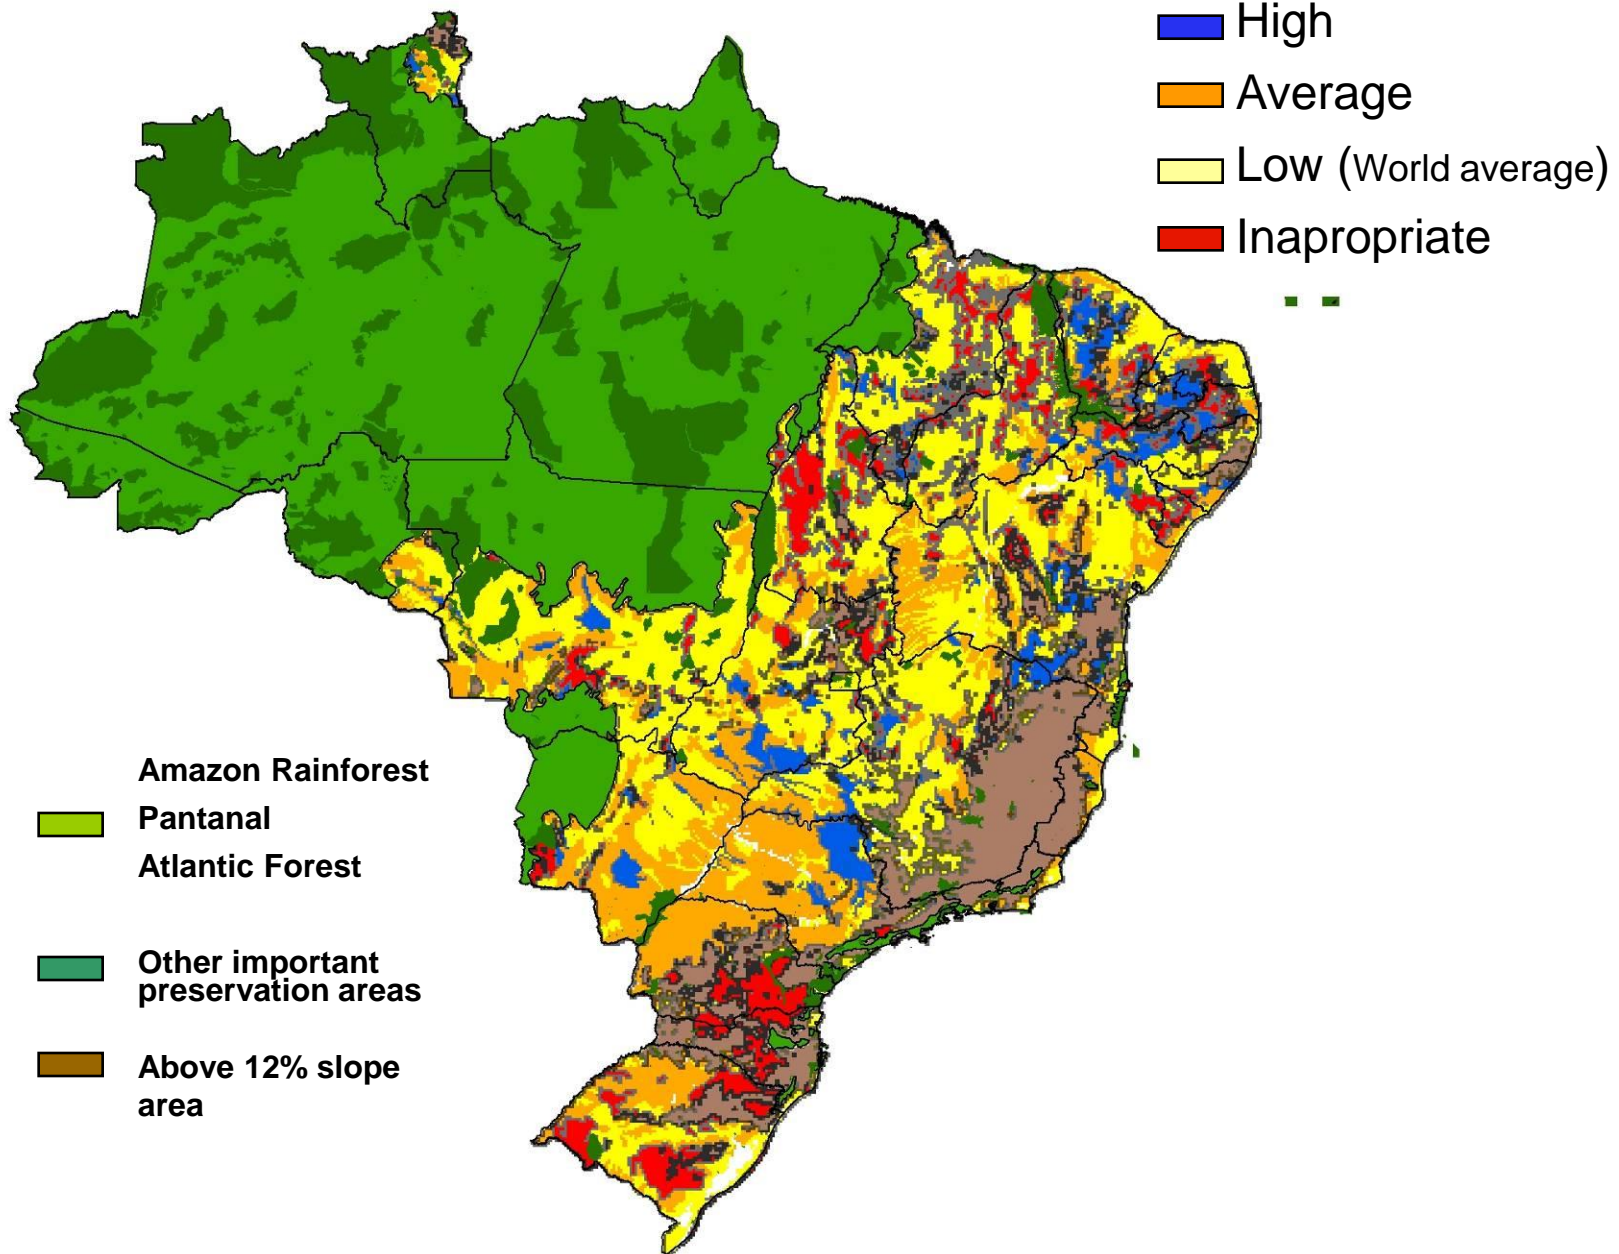 High
Average
Low (World average)
Inapropriate
Amazon Rainforest
Pantanal
Atlantic Forest
Other important
preservation areas
Above 12% slope
area